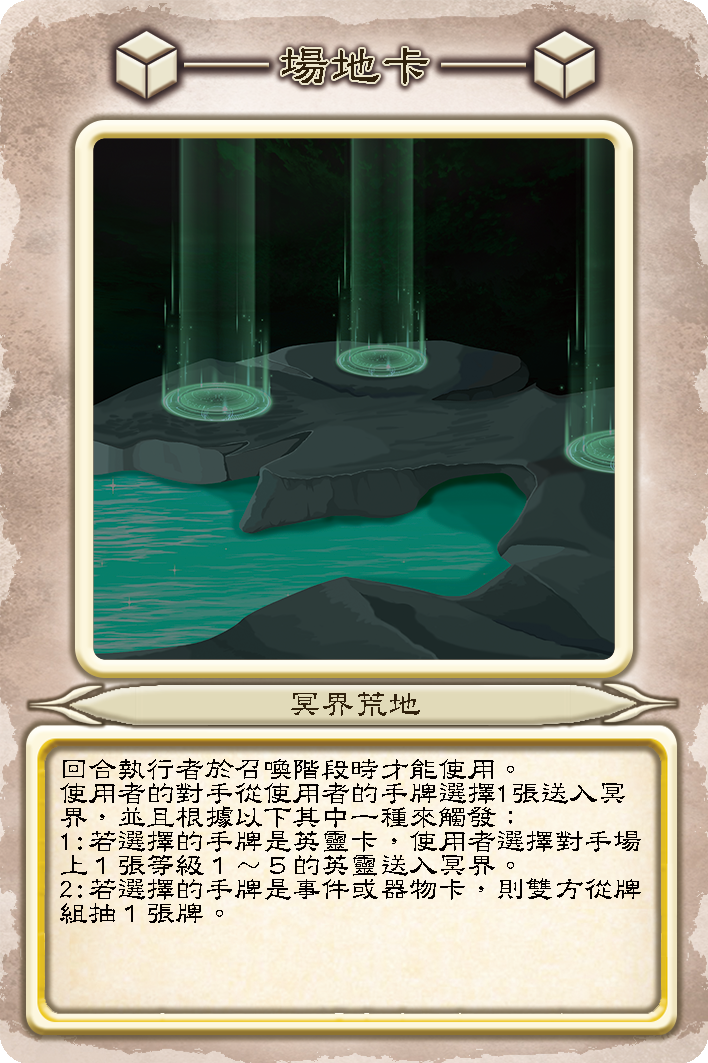 場地卡
冥界荒地
回合執行者於召喚階段時才能使用。
使用者的對手從使用者的手牌選擇1張送入冥
界，並且根據以下其中一種來觸發：
1:若選擇的手牌是英靈卡，使用者選擇對手場
上１張等級１～５的英靈送入冥界。
2:若選擇的手牌是事件或器物卡，則雙方從牌
組抽１張牌。